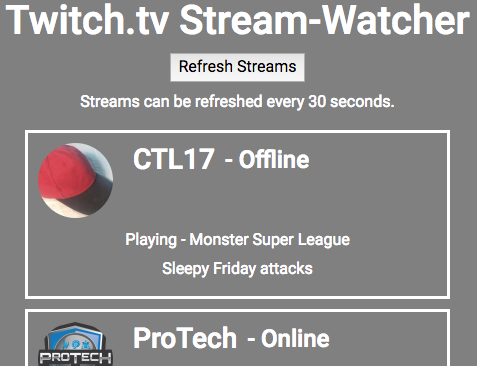 Twitch.tv Stream-Watcher
Refresh Streams
Streams can be refreshed every 30 seconds.
CTL17 - Offline
Playing - Monster Super League
Sleepy Friday attacks
ProTech - Online
PROTECH